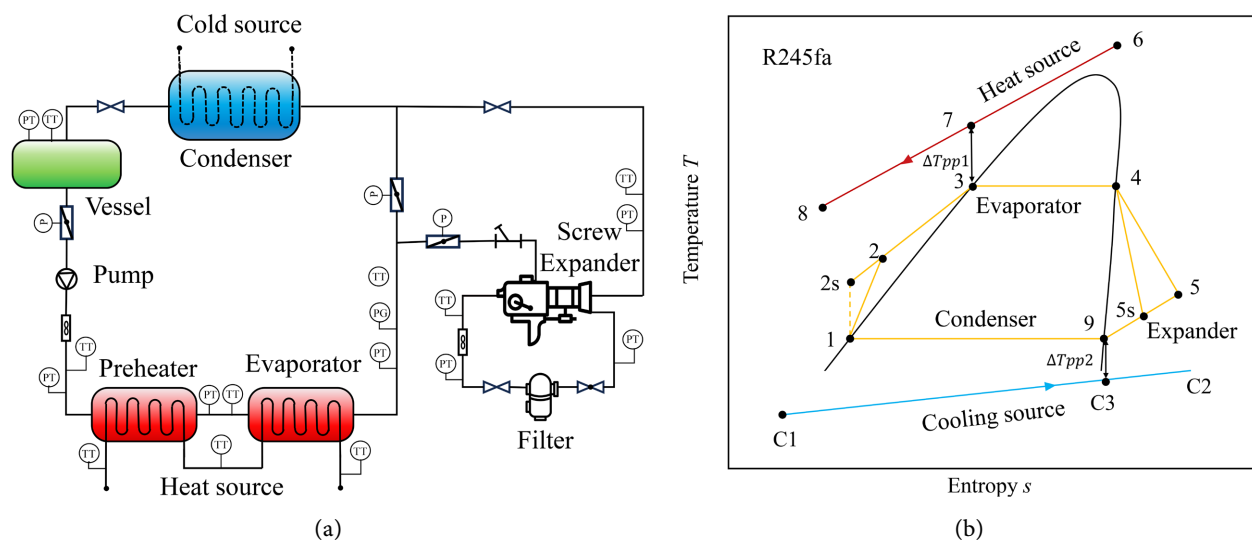 Cold source
PT
TT
Condenser
Vessel
P
P
P
TT
PT
Screw
Expander
Pump
TT
PG
PT
TT
PT
PT
TT
PT
Preheater
PT
TT
Evaporator
Filter
TT
TT
TT
Heat source
(a)
R245fa
6
Heat source
7
ΔTpp1
3
4
8
Evaporator
2
2s
5
5s
Expander
1
Condenser
9
ΔTpp2
C3
C2
Cooling source
C1
Temperature T
Entropy s
(b)